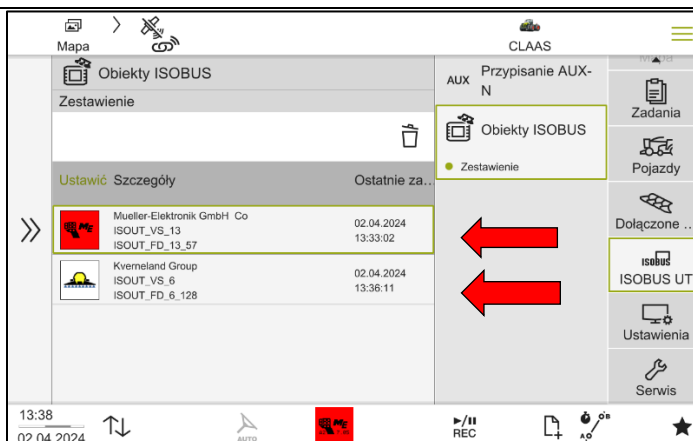 Mapa
CLAAS
Obiekty ISOBUS
Zestawienie
Ustawić Szczegóły Ostatnie za...
Mueller-Elektronik GmbH Co
ISOUT_VS_13
ISOUT_FD_13_57
02.04.2024
13:33:02
Kverneland Group
ISOUT_VS_6
ISOUT_FD_6_128
02.04.2024
13:36:11
AUX
Przypisanie AUX-
N
Obiekty ISOBUS
Zestawienie
Mapa
Zadania
Pojazdy
Dołączone ...
ISOBUS
ISOBUS UT
Ustawienia
Serwis
13:38
02.04.2024
AUTO
ME
REC